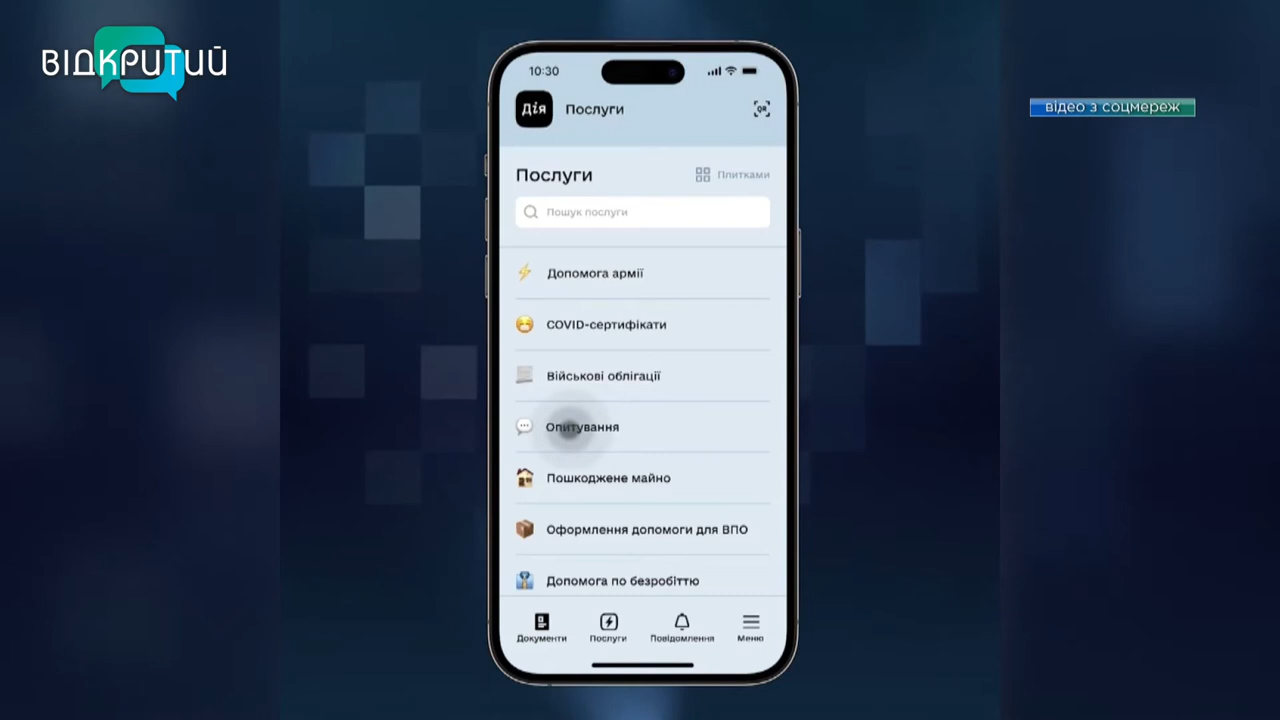 ВІДКРИТИЙ
відео з соцмереж
10:30
Дія Послуги
QR
Послуги
Плитками
Пошук послуги
Допомога армії
COVID-сертифікати
Військові облігації
Опитування
Пошкоджене майно
Оформлення допомоги для ВПО
Допомога по безробіттю
Документи Послуги Повідомлення Меню